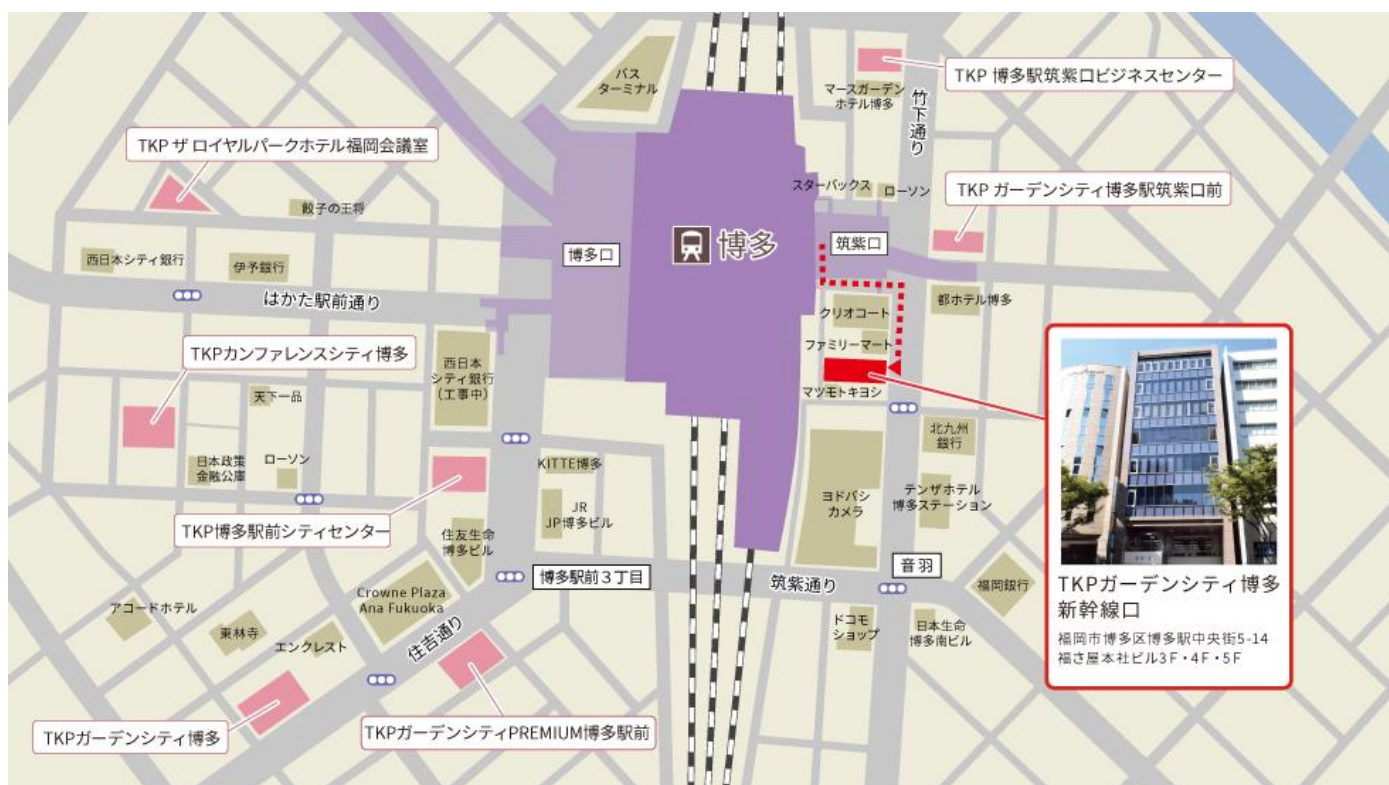 バス
ターミナル
TKP 博多駅筑紫口ビジネスセンター
マースガーデン
ホテル博多
竹下通り
TKP ザ ロイヤルパークホテル福岡会議室
スターバックス
ローソン
TKP ガーデンシティ博多駅筑紫口前
餃子の王将
博多口
博多
筑紫口
西日本シティ銀行
伊予銀行
はかた駅前通り
都ホテル博多
クリオコート
ファミリーマート
TKPカンファレンスシティ博多
西日本
シティ銀行
(工事中)
マツモトキヨシ
天下一品
北九州
銀行
日本政策
金融公庫
ローソン
KITTE博多
ヨドバシ
カメラ
テンザホテル
博多ステーション
JR
JP博多ビル
TKP博多駅前シティセンター
住友生命
博多ビル
音羽
博多駅前3丁目
筑紫通り
福岡銀行
TKPガーデンシティ博多
新幹線口
福岡市博多区博多駅中央街5-14
福さ屋本社ビル3F・4F・5F
Crowne Plaza
Ana Fukuoka
アコードホテル
東林寺
エンクレスト
住吉通り
ドコモ
ショップ
日本生命
博多南ビル
TKPガーデンシティ博多
TKPガーデンシティPREMIUM博多駅前